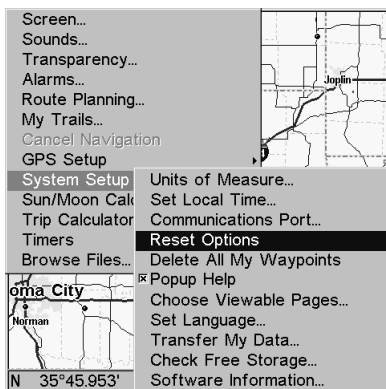 Screen...
Sounds...
Transparency...
Alarms...
Route Planning...
My Trails...
Cancel Navigation
GPS Setup
System Setup
Sun/Moon Calc
Trip Calculator
Timers
Browse Files...
Joplin
Units of Measure...
Set Local Time...
Communications Port...
Reset Options
Delete All My Waypoints
Popup Help
Choose Viewable Pages...
Set Language...
Transfer My Data...
Check Free Storage...
Software Information...
oma City
Norman
N 35°45.953'